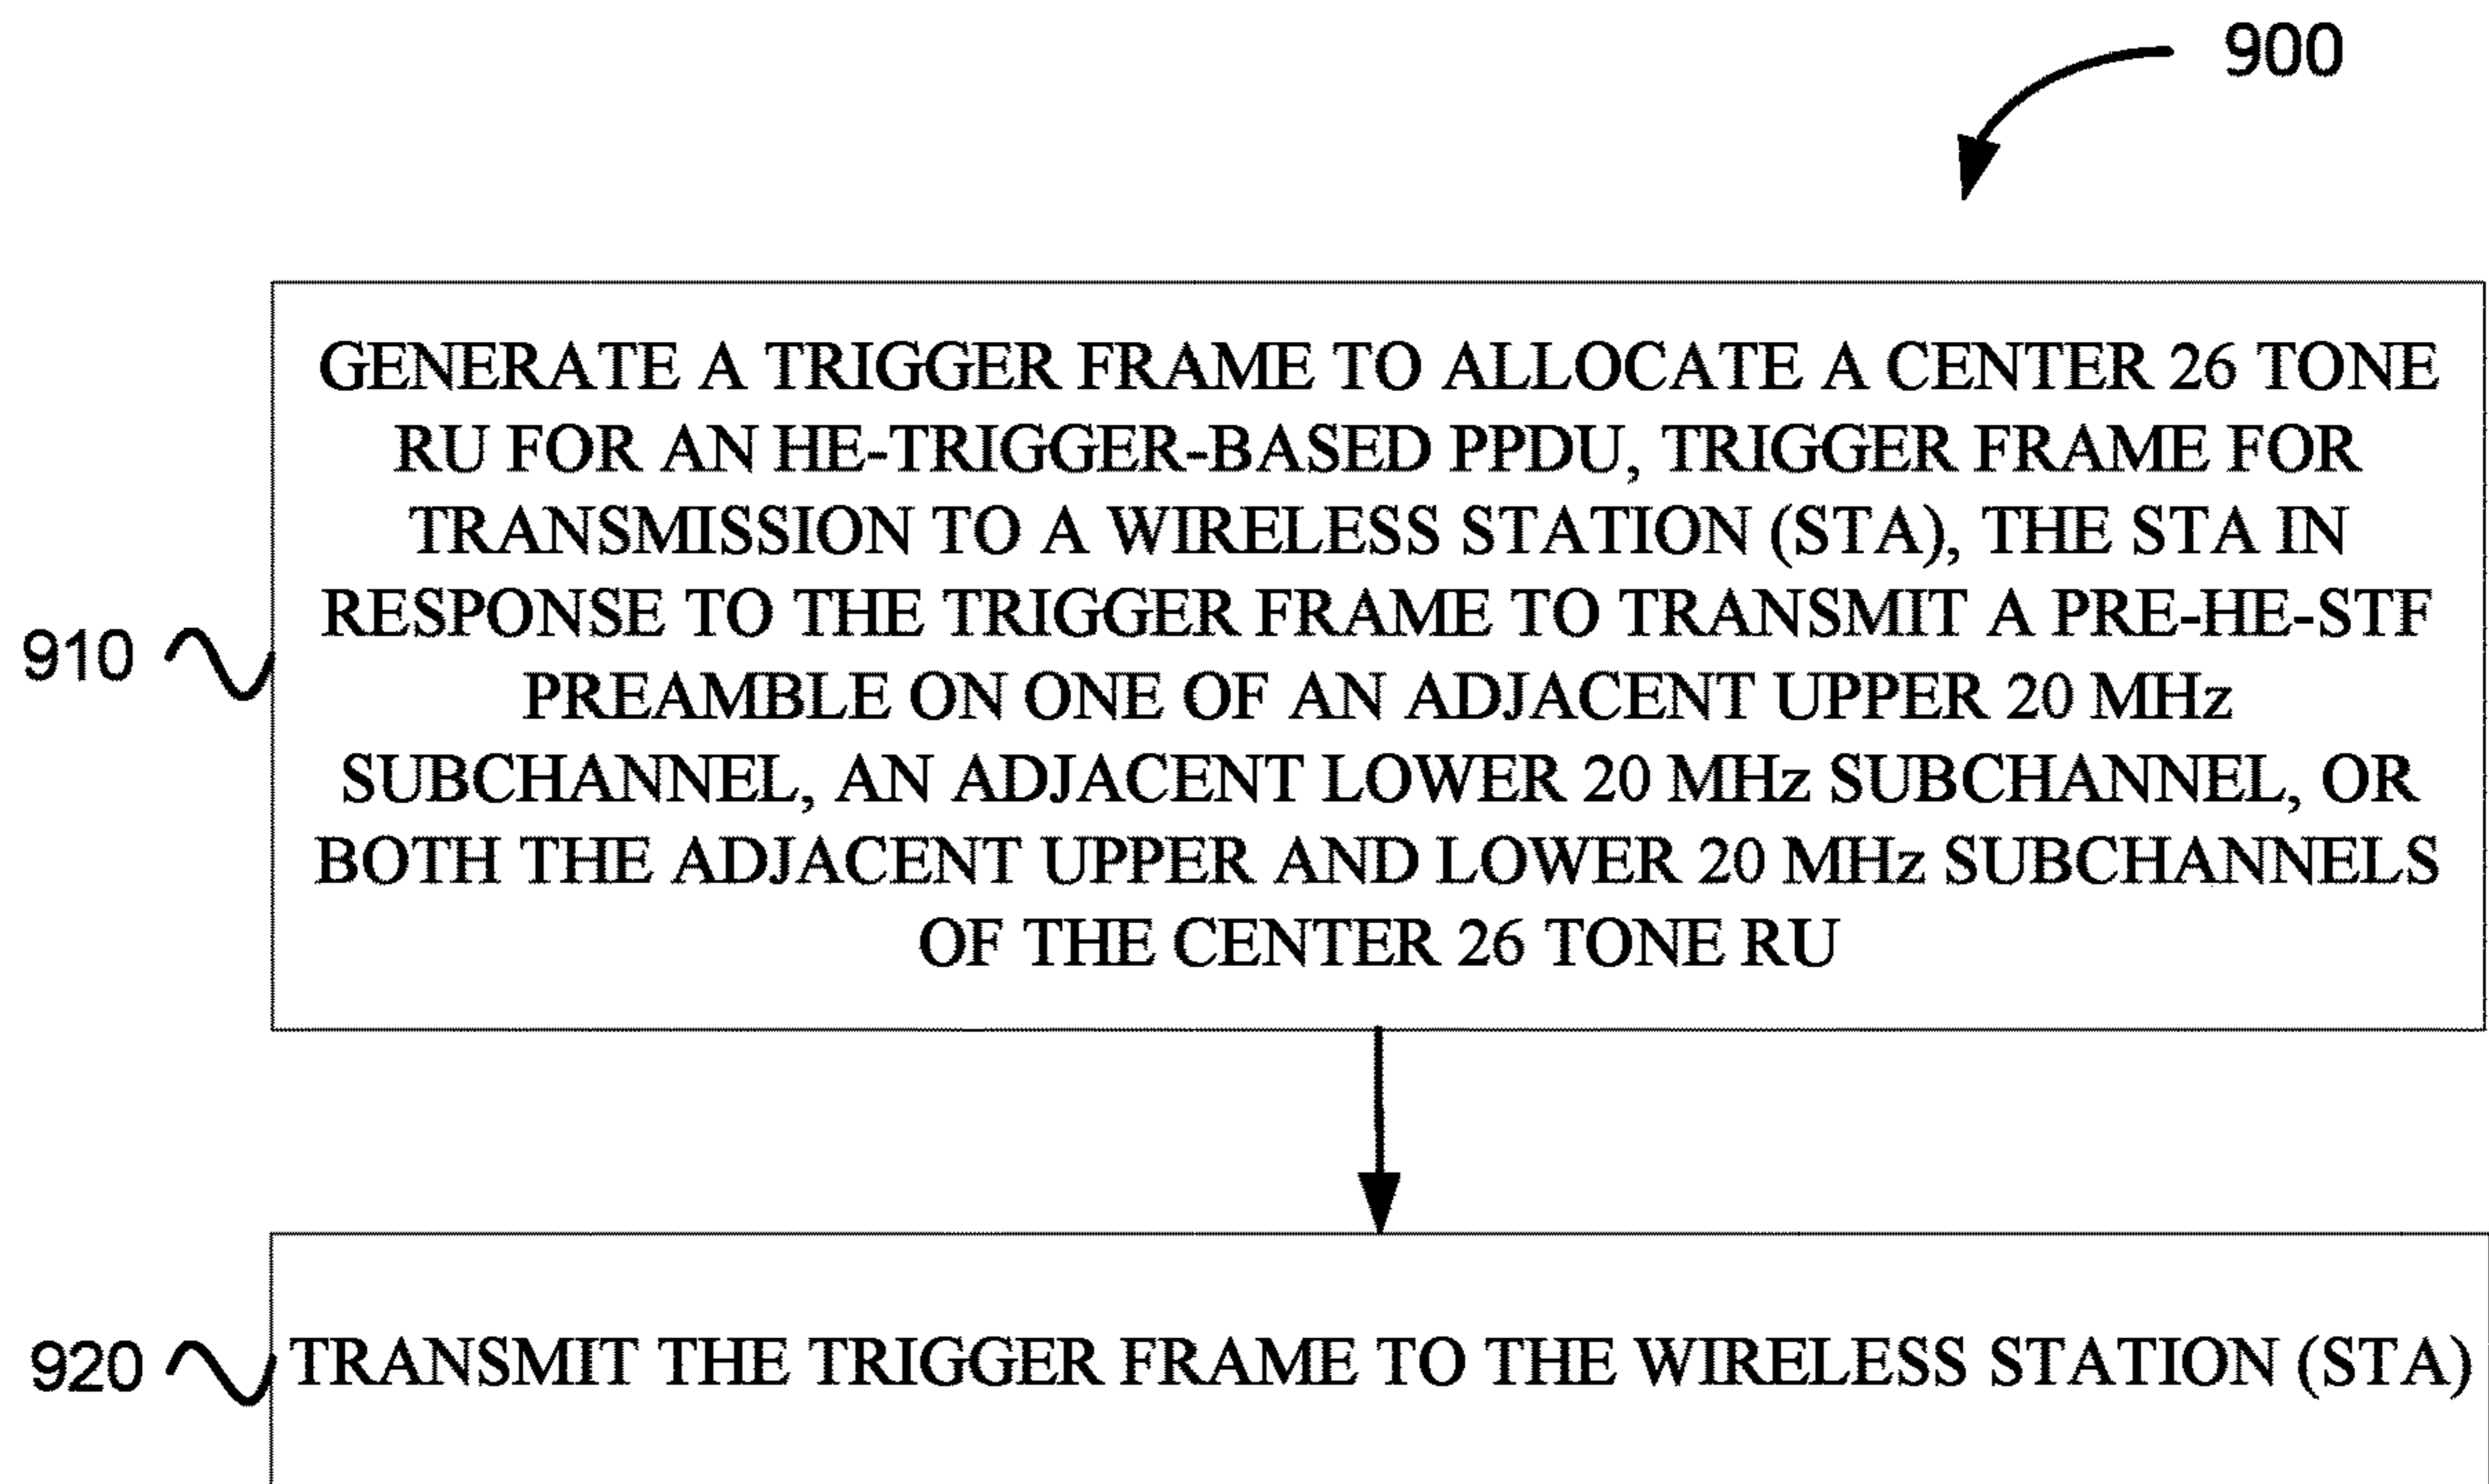 900
GENERATE A TRIGGER FRAME TO ALLOCATE A CENTER 26 TONE
RU FOR AN HE-TRIGGER-BASED PPDU, TRIGGER FRAME FOR
TRANSMISSION TO A WIRELESS STATION (STA), THE STA IN
RESPONSE TO THE TRIGGER FRAME TO TRANSMIT A PRE-HE-STF
PREAMBLE ON ONE OF AN ADJACENT UPPER 20 MHz
SUBCHANNEL, AN ADJACENT LOWER 20 MHz SUBCHANNEL, OR
BOTH THE ADJACENT UPPER AND LOWER 20 MHz SUBCHANNELS
OF THE CENTER 26 TONE RU
910
920
TRANSMIT THE TRIGGER FRAME TO THE WIRELESS STATION (STA)